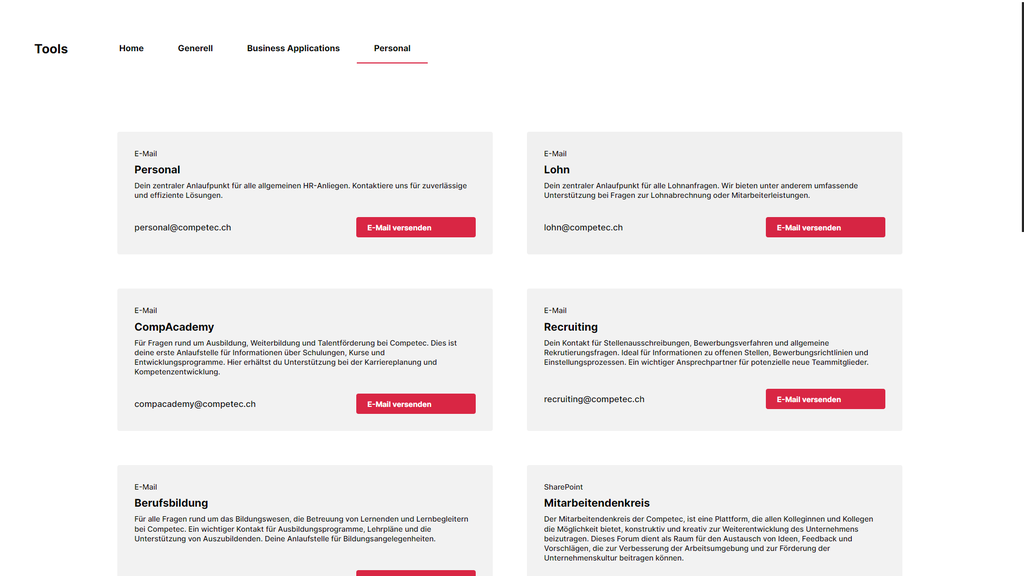 Tools
Home
Generell
Business Applications
Personal
E-Mail
Personal
Dein zentraler Anlaufpunkt für alle allgemeinen HR-Anliegen. Kontaktiere uns für zuverlässige
und effiziente Lösungen.
personal@competec.ch
E-Mail versenden
E-Mail
Lohn
Dein zentraler Anlaufpunkt für alle Lohnanfragen. Wir bieten unter anderem umfassende
Unterstützung bei Fragen zur Lohnabrechnung oder Mitarbeiterleistungen.
lohn@competec.ch
E-Mail versenden
E-Mail
CompAcademy
Für Fragen rund um Ausbildung, Weiterbildung und Talentförderung bei Competec. Dies ist
deine erste Anlaufstelle für Informationen über Schulungen, Kurse und
Entwicklungsprogramme. Hier erhältst du Unterstützung bei der Karriereplanung und
Kompetenzentwicklung.
compacademy@competec.ch
E-Mail versenden
E-Mail
Recruiting
Dein Kontakt für Stellenausschreibungen, Bewerbungsverfahren und allgemeine
Rekrutierungsfragen. Ideal für Informationen zu offenen Stellen, Bewerbungsrichtlinien und
Einstellungsprozessen. Ein wichtiger Ansprechpartner für potenzielle neue Teammitglieder.
recruiting@competec.ch
E-Mail versenden
E-Mail
Berufsbildung
Für alle Fragen rund um das Bildungswesen, die Betreuung von Lernenden und Lernbegleitern
bei Competec. Ein wichtiger Kontakt für Ausbildungsprogramme, Lehrpläne und die
Unterstützung von Auszubildenden. Deine Anlaufstelle für Bildungsangelegenheiten.
SharePoint
Mitarbeitendenkreis
Der Mitarbeitendenkreis der Competec, ist eine Plattform, die allen Kolleginnen und Kollegen
die Möglichkeit bietet, konstruktiv und kreativ zur Weiterentwicklung des Unternehmens
beizutragen. Dieses Forum dient als Raum für den Austausch von Ideen, Feedback und
Vorschlägen, die zur Verbesserung der Arbeitsumgebung und zur Förderung der
Unternehmenskultur beitragen können.